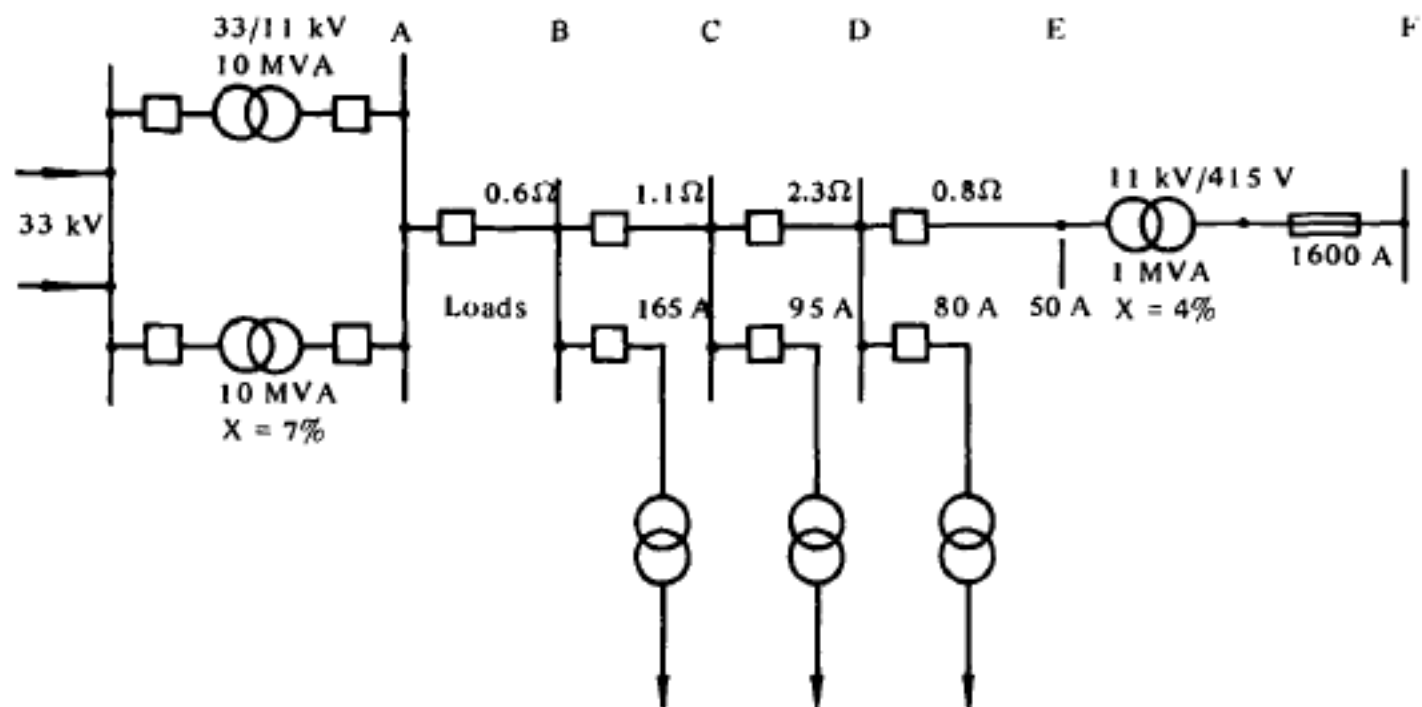 33/11 kV
10 MVA
A
B
C
D
E
F
33 kV
0.6Ω
1.1Ω
2.3Ω
0.8Ω
11 kV/415 V
1 MVA
X = 4%
1600 A
Loads
165 A
95 A
80 A
50 A
10 MVA
X = 7%